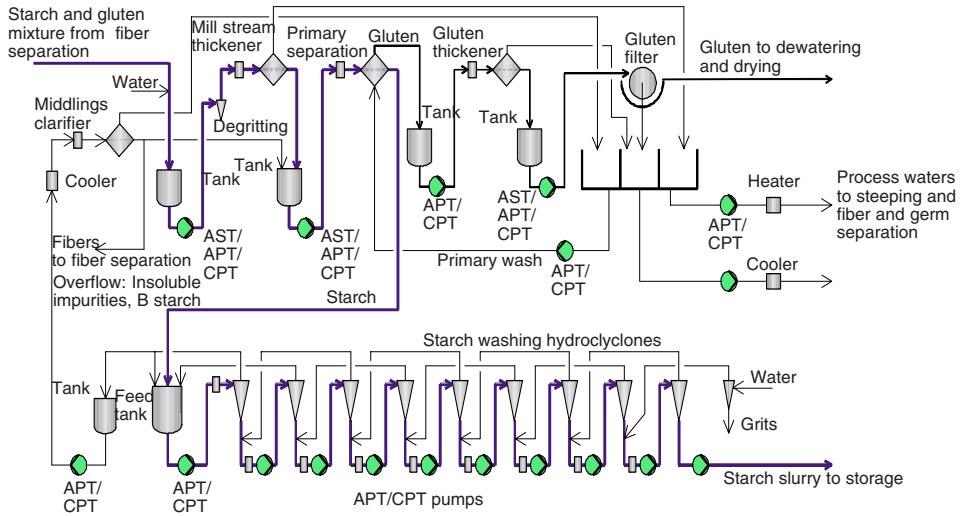 Starch and gluten
mixture from fiber
separation
Mill stream
thickener
Primary
separation
Gluten
Gluten
thickener
Gluten
filter
Gluten to dewatering
and drying
Water
Middlings
clarifier
Degritting
Tank
Tank
Tank
Tank
Cooler
Heater
Process waters
to steeping and
fiber and germ
separation
AST/
APT/
CPT
AST/
APT/
CPT
APT/
CPT
AST/
APT/
CPT
APT/
CPT
Fibers
to fiber separation
Overflow: Insoluble
impurities, B starch
Primary wash
APT/
CPT
Cooler
Starch
Starch washing hydroclyclones
Tank
Feed
tank
Water
Grits
APT/
CPT
APT/
CPT
APT/CPT pumps
Starch slurry to storage